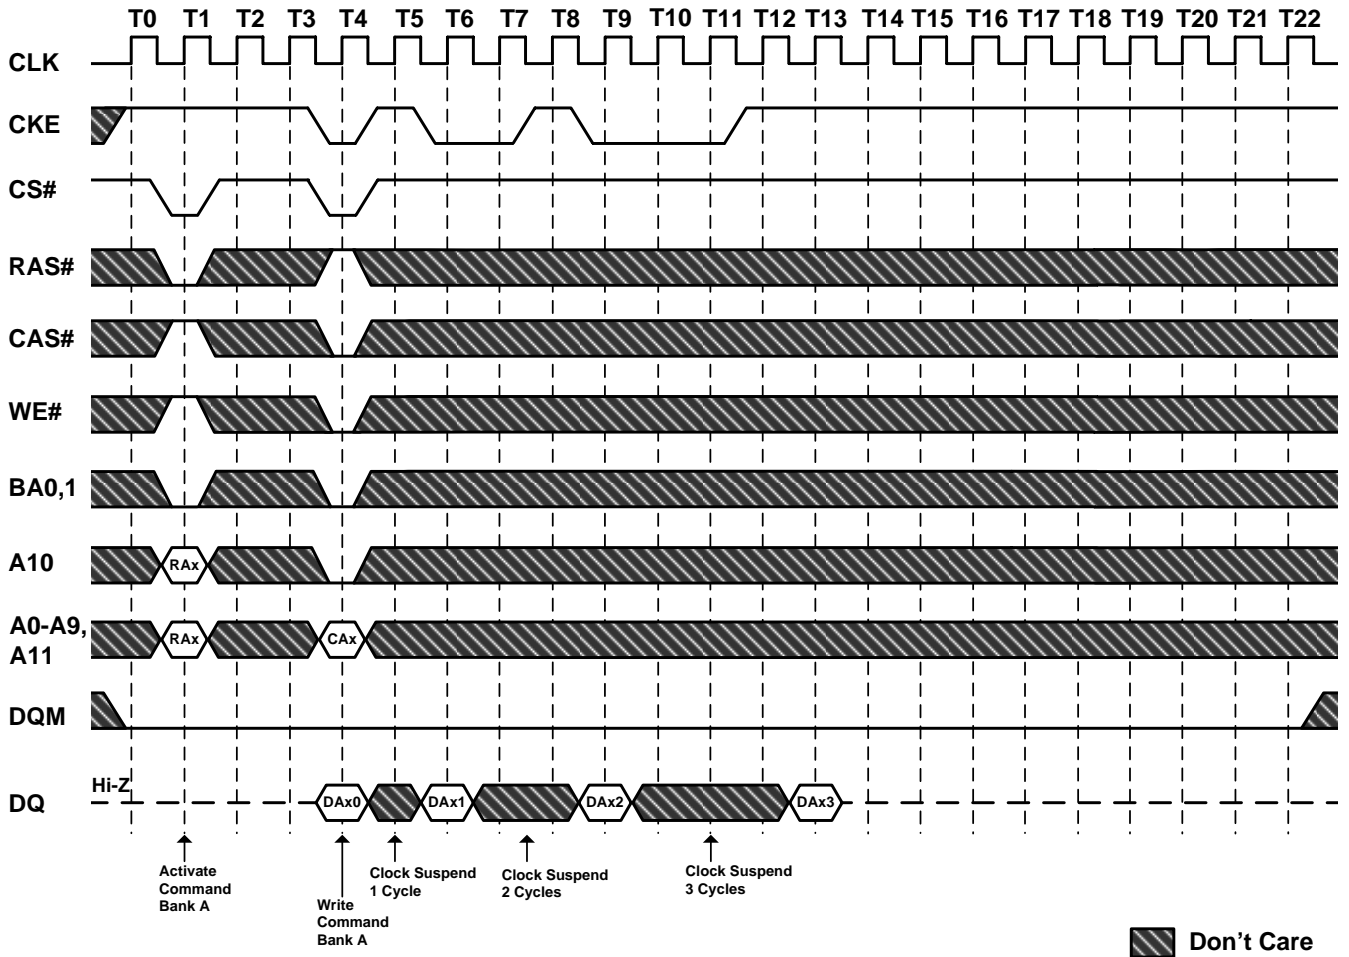 T0 T1 T2 T3 T4 T5 T6 T7 T8 T9 T10 T11 T12 T13 T14 T15 T16 T17 T18 T19 T20 T21 T22
CLK
CKE
CS#
RAS#
CAS#
WE#
BA0,1
A10
RAx
A0-A9,
A11
RAx
CAx
DQM
Hi-Z
DQ
DAx0
DAx1
DAx2
DAx3
Activate
Command
Bank A
Write
Command
Bank A
Clock Suspend
1 Cycle
Clock Suspend
2 Cycles
Clock Suspend
3 Cycles
Don't Care